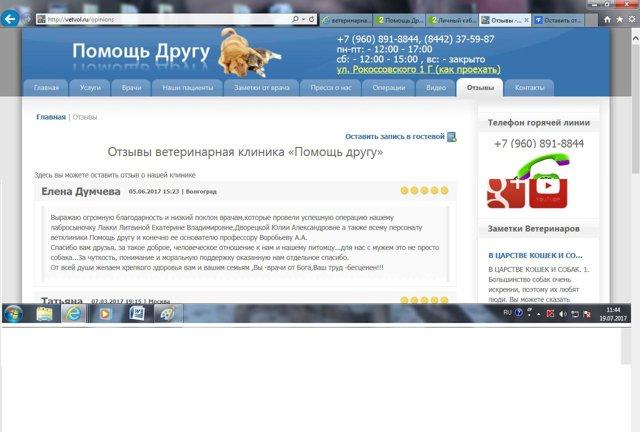 http://vetvol.ru/opinions
ветеринарна...
2 Помощь Др...
2 Личный каб...
Отзывы -...
Оставить от...
Помощь Другу
+7 (960) 891-8844, (8442) 37-59-87
пн-пт: - 12:00 - 17:00
сб: - 12:00 - 15:00 , вс: - закрыто
ул. Рокоссовского 1 Г (как проехать)
Главная Услуги Врачи Наши пациенты Заметки от врача Пресса о нас Операции Видео Отзывы Контакты
Главная | Отзывы
Оставить запись в гостевой
Отзывы ветеринарная клиника «Помощь другу»
Здесь вы можете оставить отзыв о нашей клинике
Елена Думчева 05.06.2017 15:23 | Волгоград
Выражаю огромную благодарность и низкий поклон врачам,которые провели успешную операцию нашему
лабросыночку Лакки Литвиной Екатерине Владимировне,Дворецкой Юлии Александровне а также всему персоналу
ветклиники Помощь другу и конечно ее основателю профессору Воробьеву А.А.
Спасибо вам друзья, за такое доброе, человеческое отношение к нам и нашему питомцу...для нас с мужем это не просто
собака...За чуткость, понимание и моральную поддержку оказанную нам отдельное спасибо.
От всей души желаем крепкого здоровья вам и вашим семьям ,Вы -врачи от Бога,Ваш труд -бесценен!!!
Татьяна 07.03.2017 19:15 | Москва
Телефон горячей линии
+7 (960) 891-8844
YouTube
Заметки Ветеринаров
В ЦАРСТВЕ КОШЕК И СО...
В ЦАРСТВЕ КОШЕК И СОБАК. 1.
Большинство собак очень
искренни, поэтому их любят
люди. Вы можете сказать
RU
11:44
19.07.2017